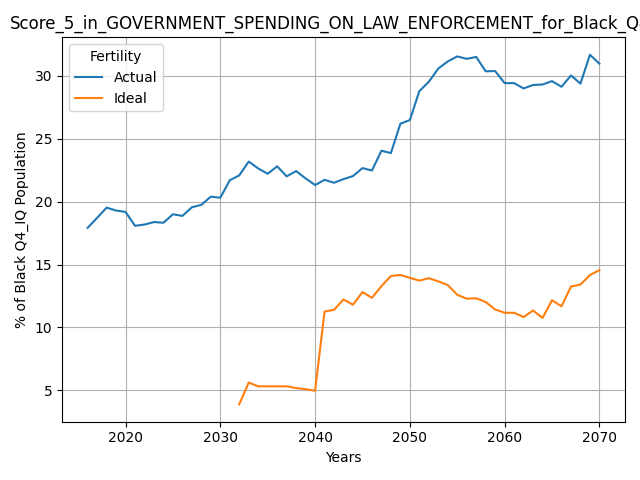 Score_5_in_GOVERNMENT_SPENDING_ON_LAW_ENFORCEMENT_for_Black_Q
Fertility
Actual
Ideal
% of Black Q4_IQ Population
30
25
20
15
10
5
2020 2030 2040 2050 2060 2070
Years